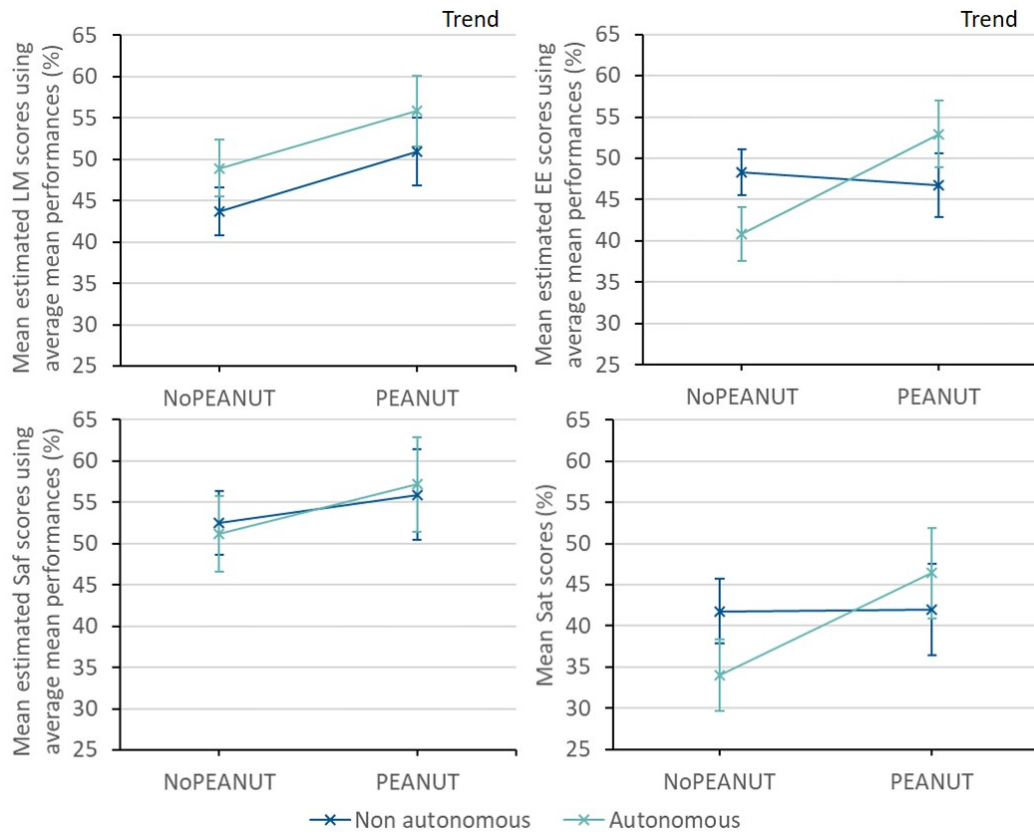 Trend
Mean estimated LM scores using
average mean performances (%)
65
60
55
50
45
40
35
30
25
NoPEANUT PEANUT
Trend
Mean estimated EE scores using
average mean performances (%)
65
60
55
50
45
40
35
30
25
NoPEANUT PEANUT
Mean estimated Saf scores using
average mean performances (%)
65
60
55
50
45
40
35
30
25
NoPEANUT PEANUT
Mean Sat scores (%)
65
60
55
50
45
40
35
30
25
NoPEANUT PEANUT
Non autonomous Autonomous